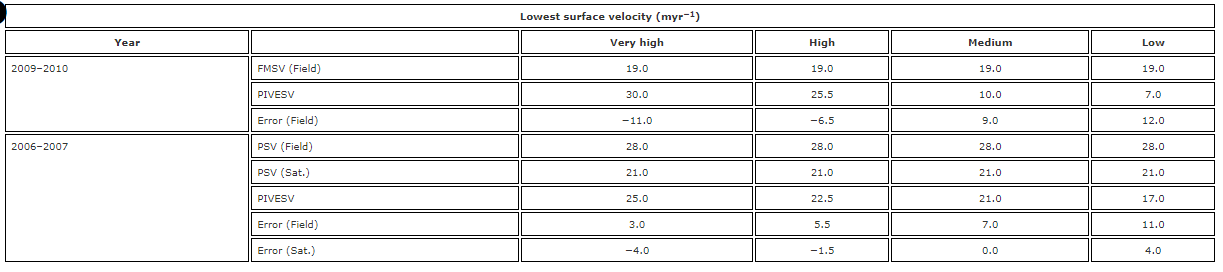 Lowest surface velocity (myr−1)
Year Very high High Medium Low
2009–2010 FMSV (Field) 19.0 19.0 19.0 19.0
PIVESV 30.0 25.5 10.0 7.0
Error (Field) −11.0 −6.5 9.0 12.0
2006–2007 PSV (Field) 28.0 28.0 28.0 28.0
PSV (Sat.) 21.0 21.0 21.0 21.0
PIVESV 25.0 22.5 21.0 17.0
Error (Field) 3.0 5.5 7.0 11.0
Error (Sat.) −4.0 −1.5 0.0 4.0